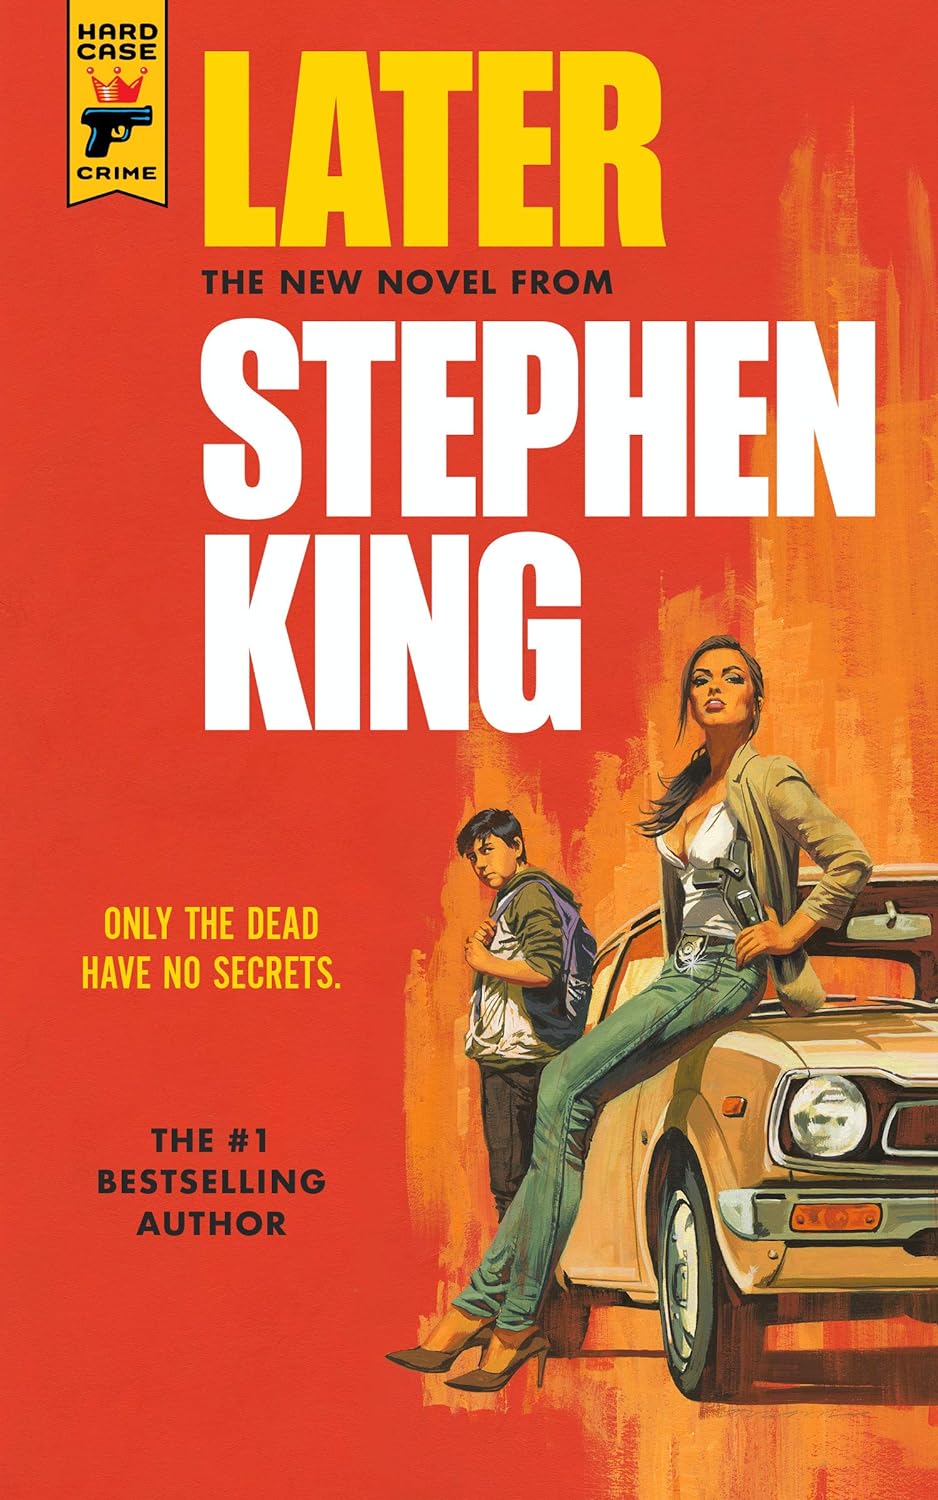 HARD
CASE
CRIME
LATER
THE NEW NOVEL FROM
STEPHEN
KING
ONLY THE DEAD
HAVE NO SECRETS.
THE #1
BESTSELLING
AUTHOR